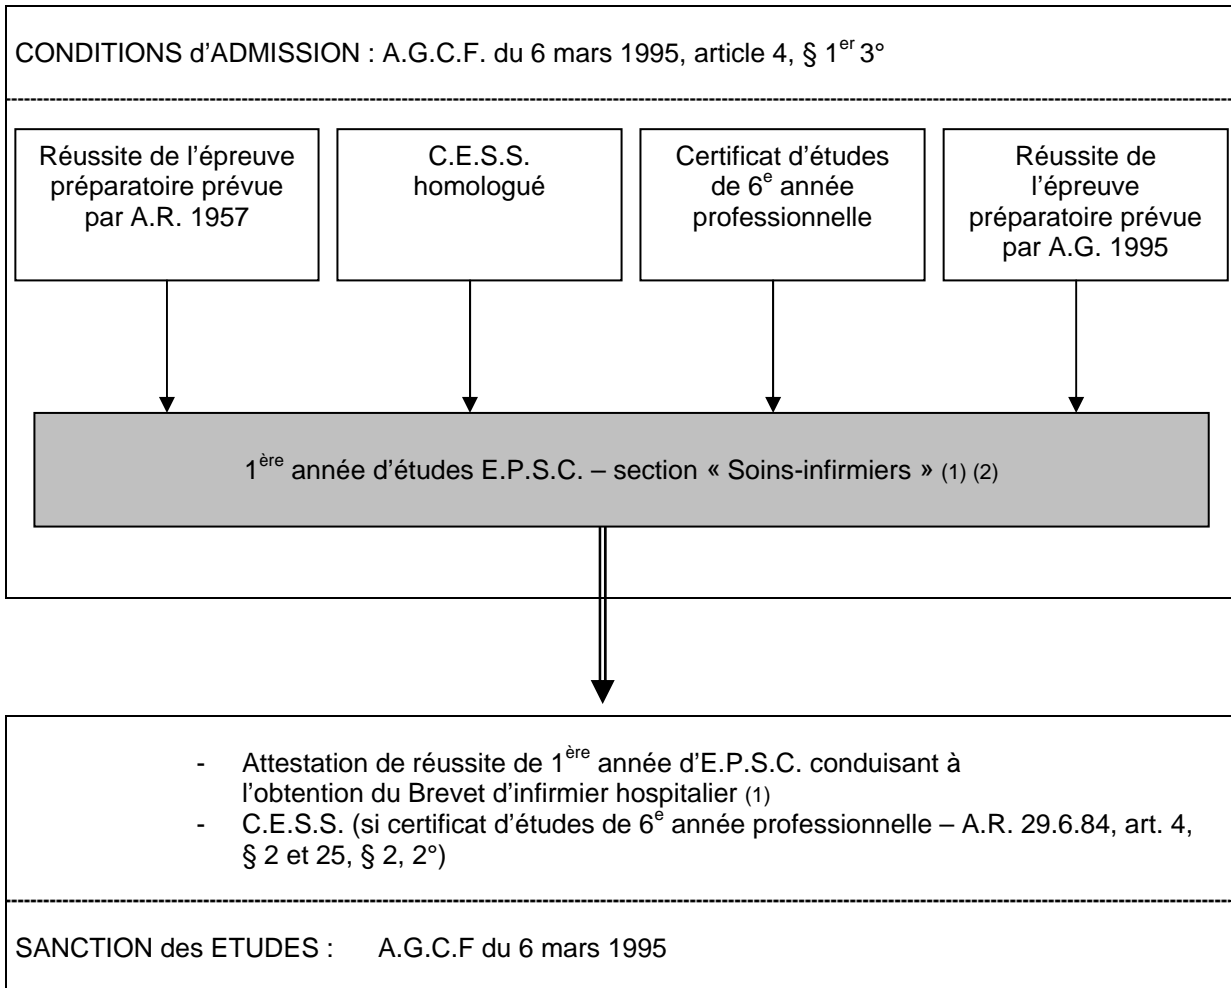 CONDITIONS d'ADMISSION : A.G.C.F. du 6 mars 1995, article 4, § 1er 3°
Réussite de l'épreuve
préparatoire prévue
par A.R. 1957
C.E.S.S.
homologué
Certificat d'études
de 6e année
professionnelle
Réussite de
l'épreuve
préparatoire prévue
par A.G. 1995
1ère année d'études E.P.S.C. – section « Soins-infirmiers » (1) (2)
- Attestation de réussite de 1ère année d'E.P.S.C. conduisant à
l'obtention du Brevet d'infirmier hospitalier (1)
- C.E.S.S. (si certificat d'études de 6e année professionnelle – A.R. 29.6.84, art. 4,
§ 2 et 25, § 2, 2°)
SANCTION des ETUDES : A.G.C.F du 6 mars 1995